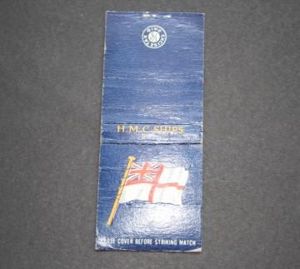 H.M.C. SHIPS
CLOSE COVER BEFORE STRIKING MATCH